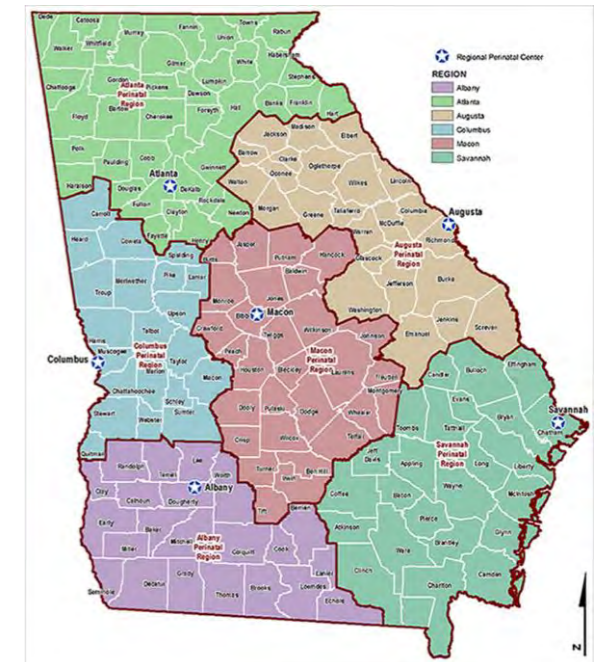 Regional Perinatal Center
REGION
Albany
Atlanta
Augusta
Columbus
Macon
Savannah
Dade
Catoosa
Fannin
Towns
Rabun
Walker
Whitfield
Murray
Union
Gilmer
White
Habersham
Lumpkin
Stephens
Chattooga
Gordon
Pickens
Dawson
Atlanta
Perinatal
Region
Floyd
Bartow
Cherokee
Forsyth
Hall
Banks
Franklin
Hart
Polk
Paulding
Cobb
Gwinnett
Haralson
Douglas
Atlanta
DeKalb
Fulton
Rockdale
Clayton
Newton
Fayette
Henry
Jackson
Madison
Elbert
Barrow
Clarke
Oglethorpe
Oconee
Walton
Wilkes
Lincoln
Morgan
Greene
Taliaferro
Columbia
McDuffie
Augusta
Warren
Richmond
Augusta
Perinatal
Region
Glascock
Jefferson
Burke
Washington
Jenkins
Screven
Emanuel
Carroll
Heard
Coweta
Spalding
Troup
Meriwether
Pike
Lamar
Upson
Harris
Talbot
Muscogee
Columbus
Columbus
Perinatal
Region
Taylor
Marion
Macon
Chattahoochee
Schley
Stewart
Webster
Sumter
Quitman
Butts
Jasper
Putnam
Hancock
Baldwin
Monroe
Jones
Bibb
Macon
Crawford
Twiggs
Wilkinson
Johnson
Peach
Houston
Bleckley
Macon
Perinatal
Region
Laurens
Treutlen
Montgomery
Dooly
Pulaski
Dodge
Wheeler
Crisp
Wilcox
Telfair
Turner
Irwin
Ben Hill
Tift
Randolph
Terrell
Lee
Worth
Albany
Clay
Calhoun
Dougherty
Early
Baker
Mitchell
Albany
Perinatal
Region
Miller
Colquitt
Cook
Berrien
Lanier
Seminole
Decatur
Grady
Thomas
Brooks
Lowndes
Echols
Candler
Bulloch
Effingham
Evans
Bryan
Savannah
Chatham
Toombs
Tattnall
Savannah
Perinatal
Region
Jeff
Davis
Appling
Long
Liberty
Wayne
Coffee
Bacon
McIntosh
Atkinson
Pierce
Ware
Brantley
Glynn
Clinch
Charlton
Camden
N